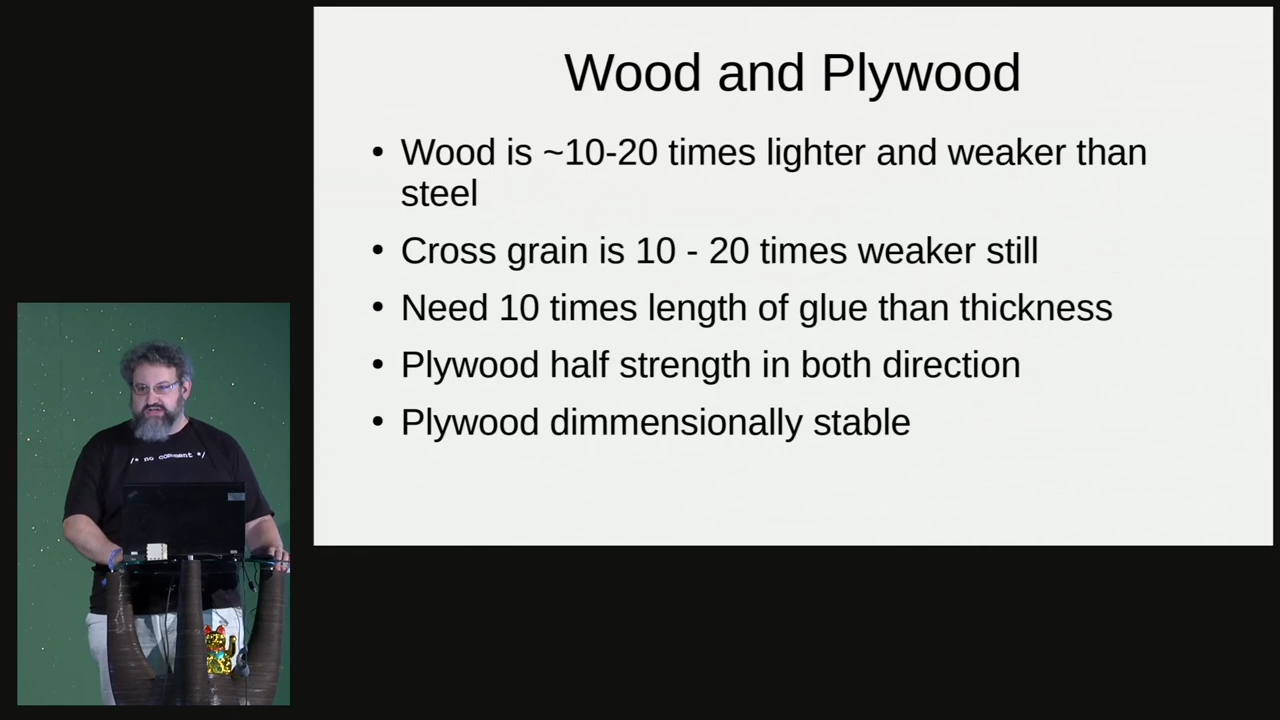 Wood and Plywood
• Wood is ~10-20 times lighter and weaker than
steel
• Cross grain is 10 - 20 times weaker still
• Need 10 times length of glue than thickness
• Plywood half strength in both direction
• Plywood dimmensionally stable
/* no comment */